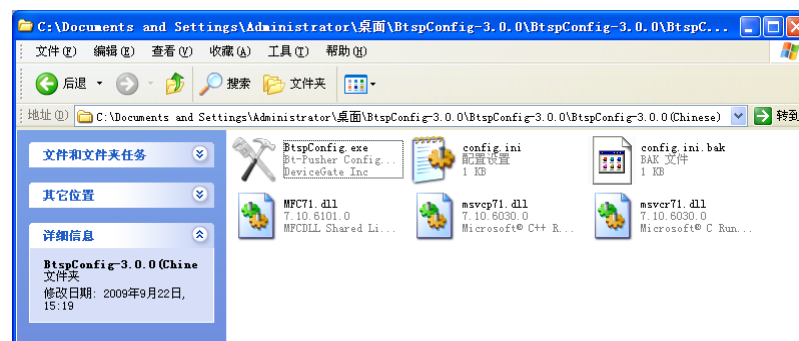 C:\Documents and Settings\Administrator\桌面\BtspConfig-3.0.0\BtspConfig-3.0.0\BtspC...
文件(F) 编辑(E) 查看(V) 收藏(A) 工具(T) 帮助(H)
后退 搜索 文件夹
地址(D) C:\Documents and Settings\Administrator\桌面\BtspConfig-3.0.0\BtspConfig-3.0.0\BtspConfig-3.0.0(Chinese) 转到
文件和文件夹任务
其它位置
详细信息
BtspConfig-3.0.0(Chine
文件夹
修改日期: 2009年9月22日,
15:19
BtspConfig.exe
Bt-Pusher Config...
DeviceGate Inc
config.ini
配置设置
1 KB
config.ini.bak
BAK 文件
1 KB
MFC71.dll
7.10.6101.0
MFCDLL Shared Li...
msvcp71.dll
7.10.6030.0
Microsoft® C++ R...
msvcr71.dll
7.10.6030.0
Microsoft® C Run...